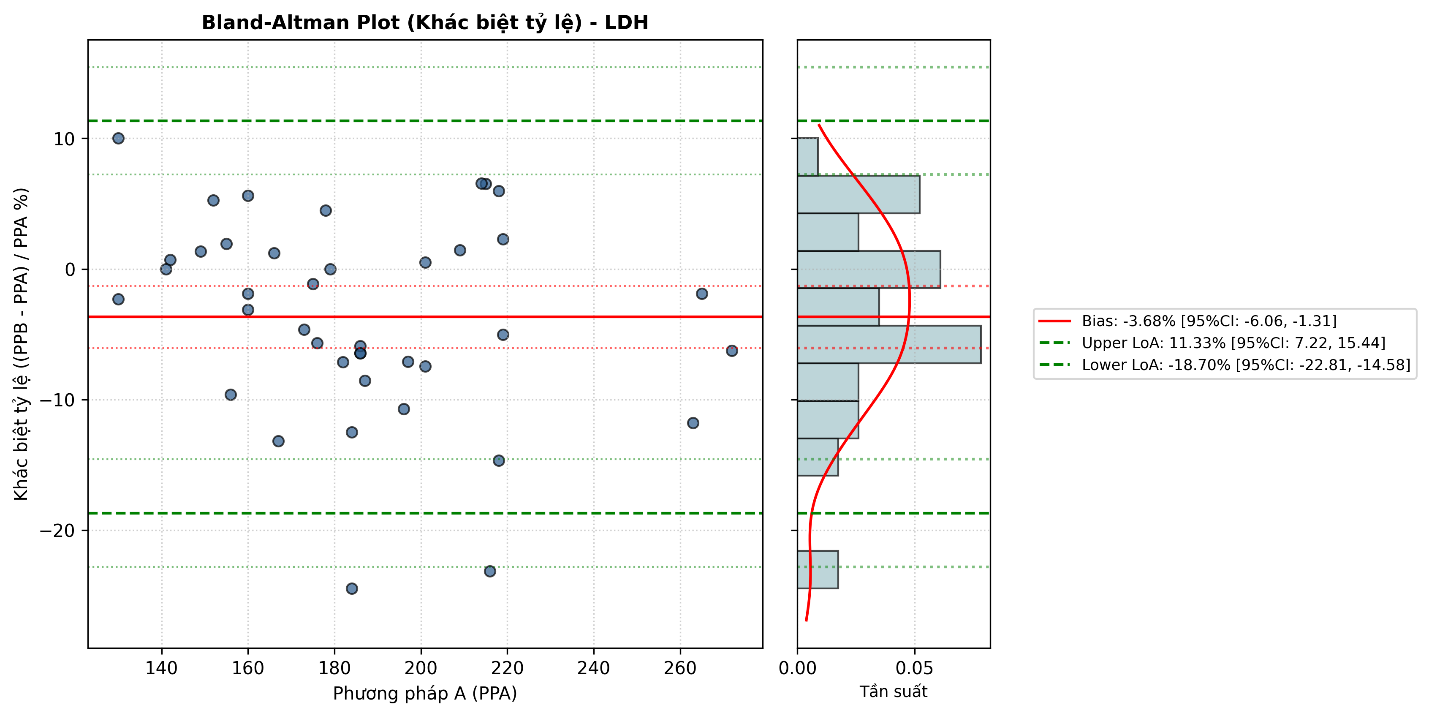 Bland-Altman Plot (Khác biệt tỷ lệ) - LDH
Khác biệt tỷ lệ ((PPB - PPA) / PPA %)
10
0
−10
−20
140
160
180
200
220
240
260
Phương pháp A (PPA)
0.00
0.05
Tần suất
Bias: -3.68% [95%CI: -6.06, -1.31]
Upper LoA: 11.33% [95%CI: 7.22, 15.44]
Lower LoA: -18.70% [95%CI: -22.81, -14.58]